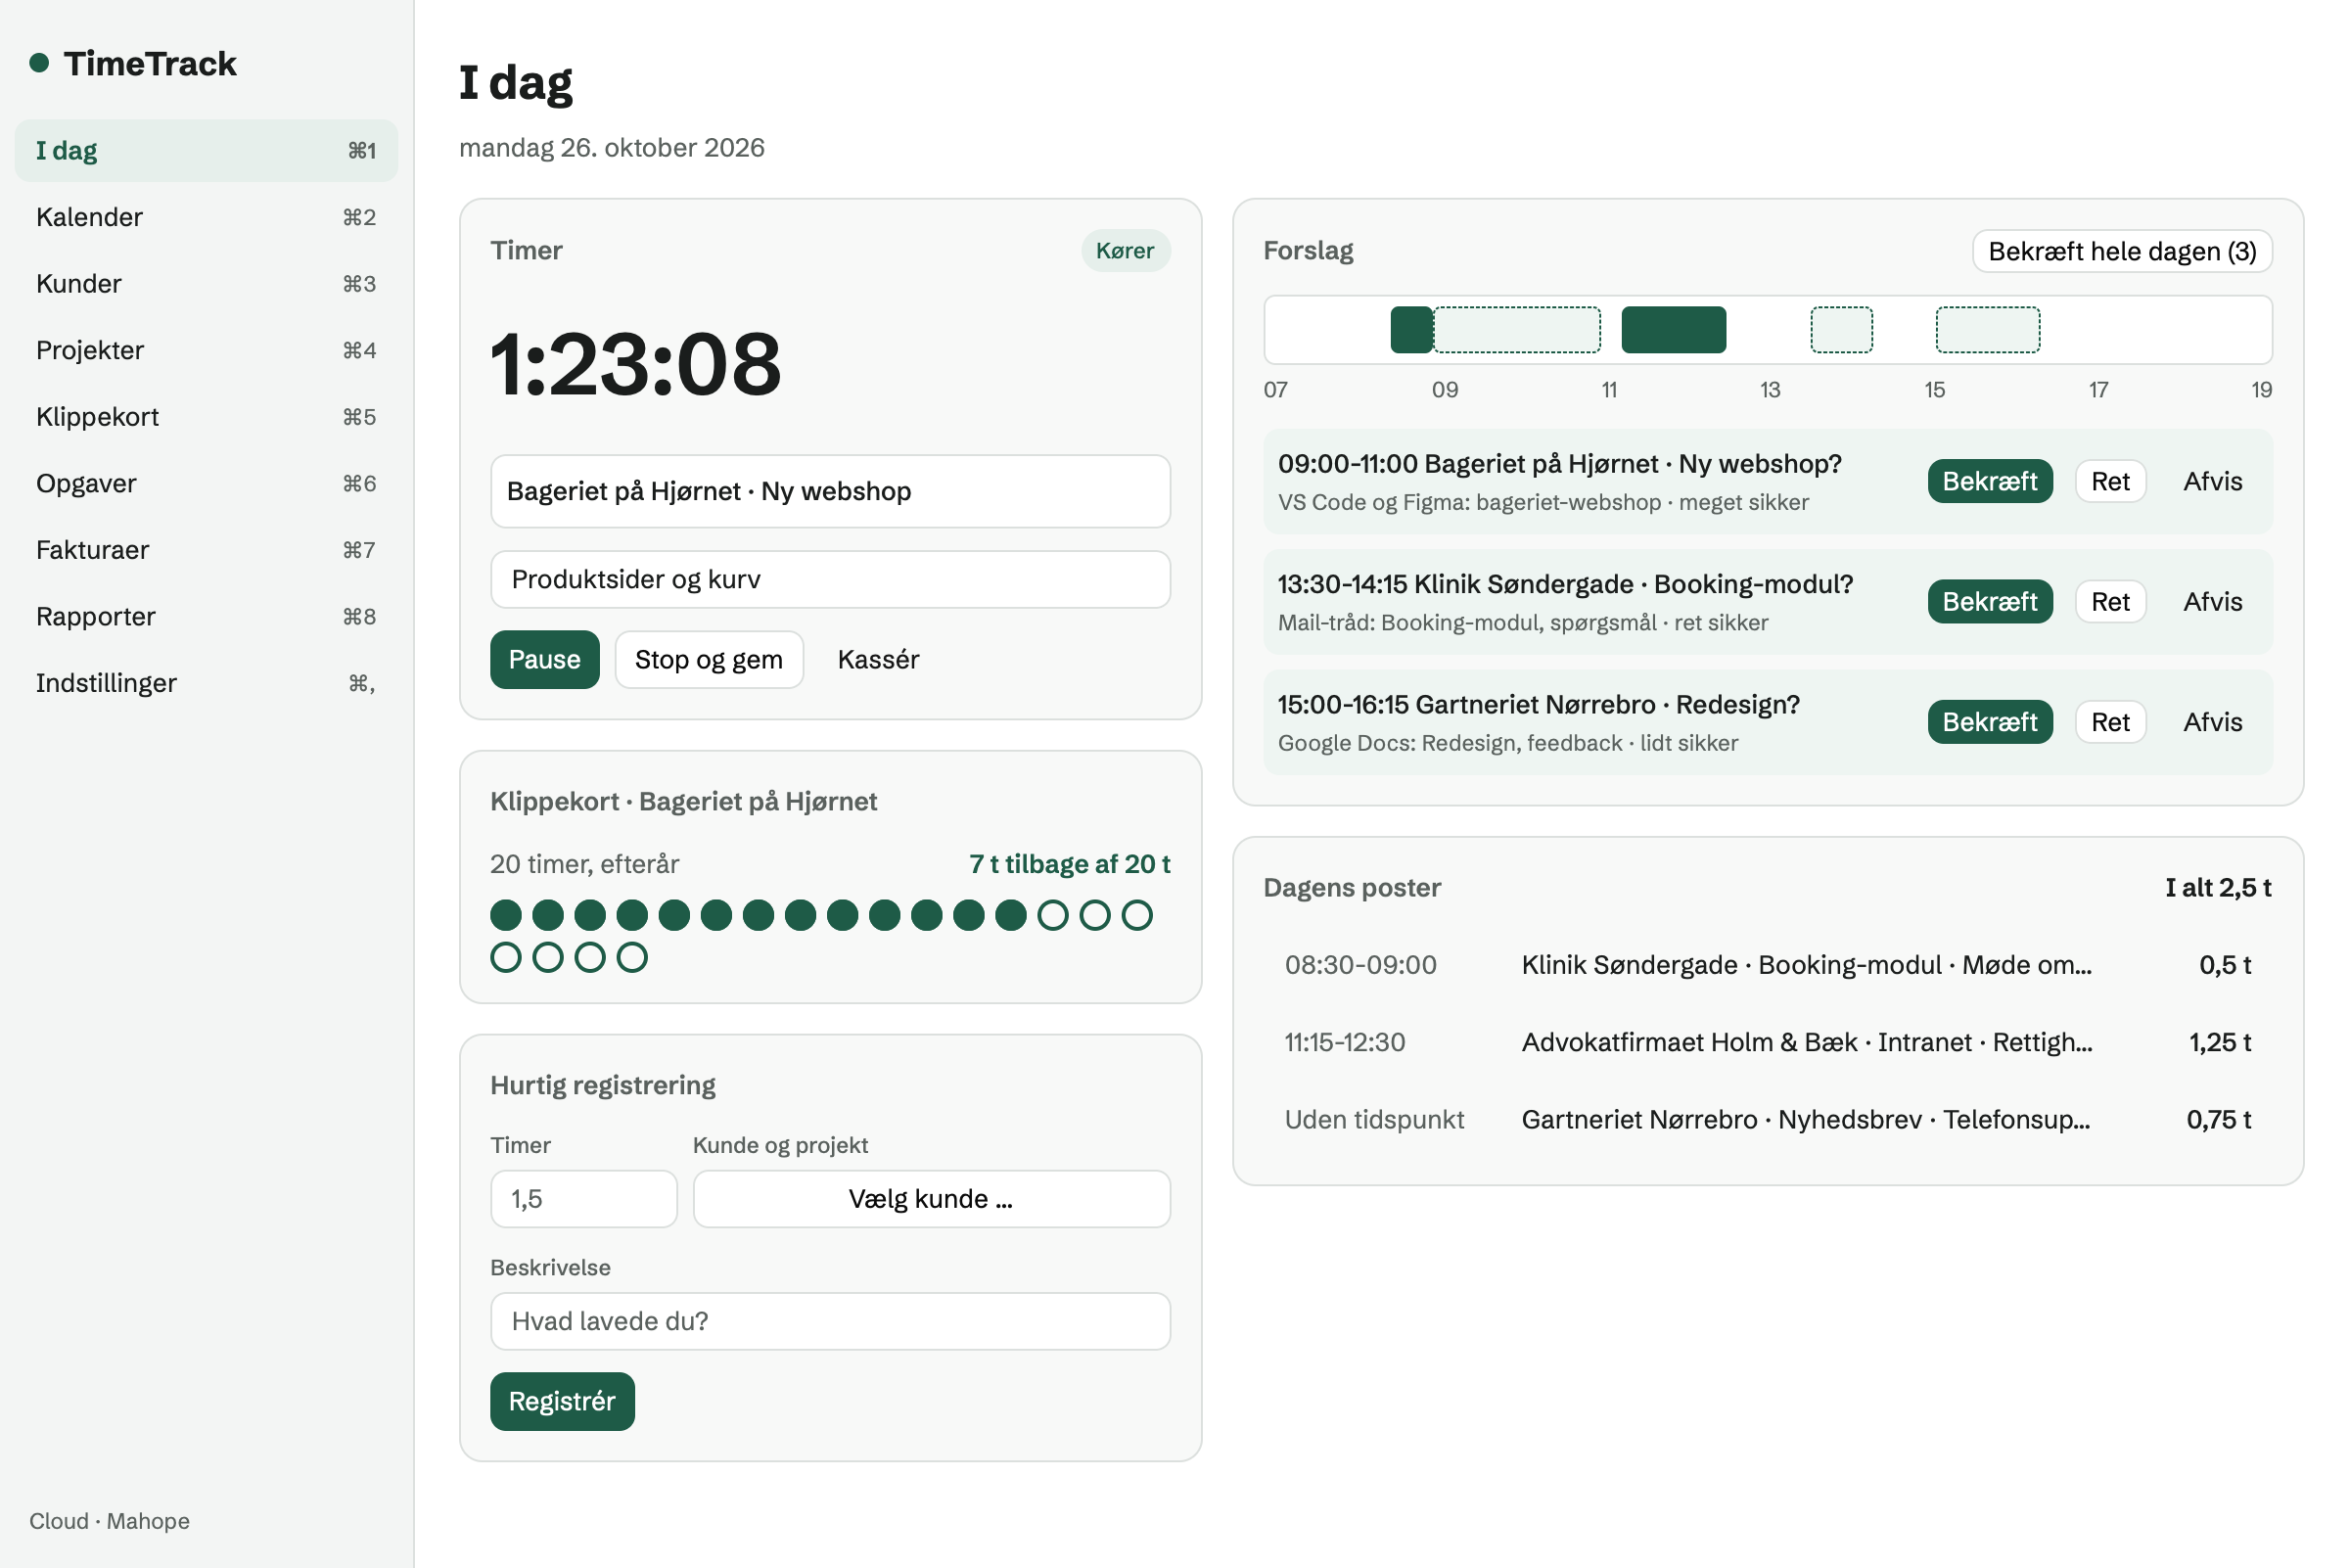 TimeTrack
I dag ⌘1
Kalender ⌘2
Kunder ⌘3
Projekter ⌘4
Klippekort ⌘5
Opgaver ⌘6
Fakturaer ⌘7
Rapporter ⌘8
Indstillinger ⌘,
Cloud · Mahope
I dag
mandag 26. oktober 2026
Timer Kører
1:23:08
Bageriet på Hjørnet · Ny webshop
Produktsider og kurv
Pause Stop og gem Kassér
Klippekort · Bageriet på Hjørnet
20 timer, efterår 7 t tilbage af 20 t
Hurtig registrering
Timer Kunde og projekt
1,5 Vælg kunde ...
Beskrivelse
Hvad lavede du?
Registrér
Forslag Bekræft hele dagen (3)
07 09 11 13 15 17 19
09:00-11:00 Bageriet på Hjørnet · Ny webshop?
VS Code og Figma: bageriet-webshop · meget sikker
Bekræft Ret Afvis
13:30-14:15 Klinik Søndergade · Booking-modul?
Mail-tråd: Booking-modul, spørgsmål · ret sikker
Bekræft Ret Afvis
15:00-16:15 Gartneriet Nørrebro · Redesign?
Google Docs: Redesign, feedback · lidt sikker
Bekræft Ret Afvis
Dagens poster I alt 2,5 t
08:30-09:00 Klinik Søndergade · Booking-modul · Møde om... 0,5 t
11:15-12:30 Advokatfirmaet Holm & Bæk · Intranet · Rettigh... 1,25 t
Uden tidspunkt Gartneriet Nørrebro · Nyhedsbrev · Telefonsup... 0,75 t